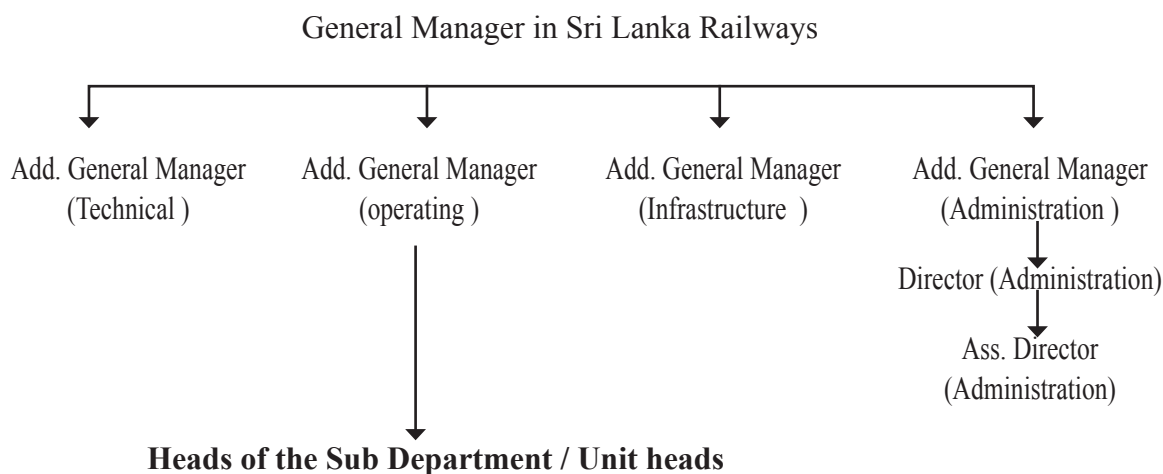 General Manager in Sri Lanka Railways
Add. General Manager
(Technical )
Add. General Manager
(operating )
Add. General Manager
(Infrastructure )
Add. General Manager
(Administration )
Director (Administration)
Ass. Director
(Administration)
Heads of the Sub Department / Unit heads